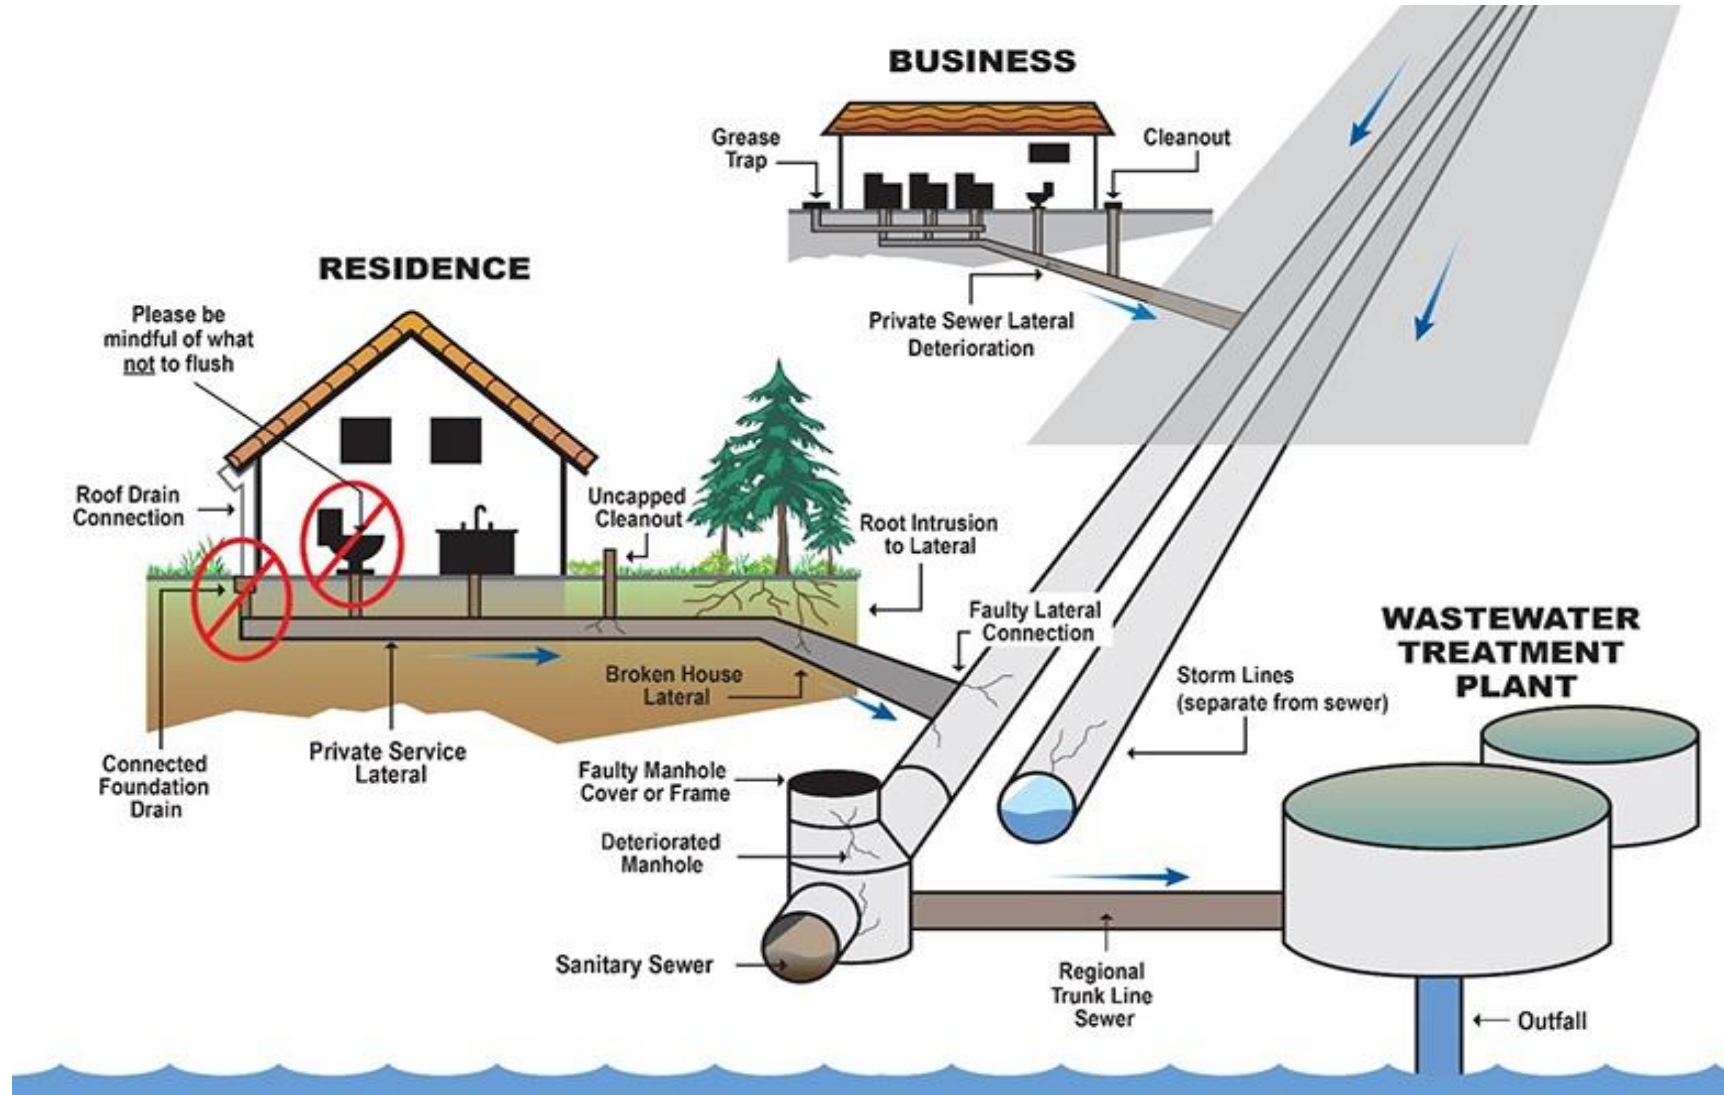 BUSINESS
Grease
Trap
Cleanout
Private Sewer Lateral
Deterioration
RESIDENCE
Please be
mindful of what
not to flush
Roof Drain
Connection
Uncapped
Cleanout
Root Intrusion
to Lateral
Faulty Lateral
Connection
Broken House
Lateral
Private Service
Lateral
Connected
Foundation
Drain
Storm Lines
(separate from sewer)
WASTEWATER
TREATMENT
PLANT
Faulty Manhole
Cover or Frame
Deteriorated
Manhole
Sanitary Sewer
Regional
Trunk Line
Sewer
Outfall